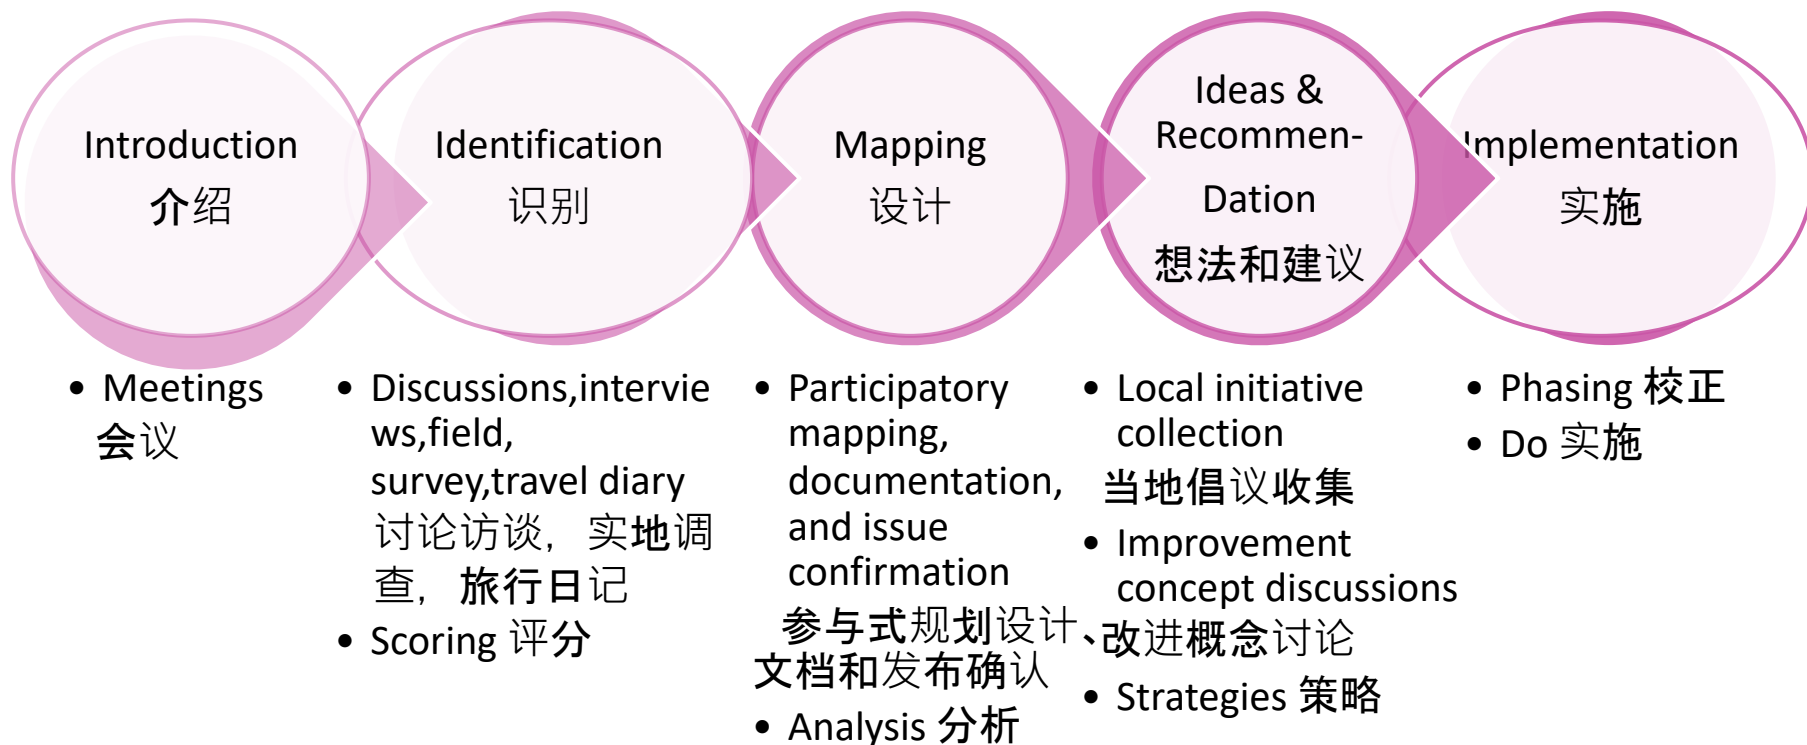 Introduction
介绍
Identification
识别
Mapping
设计
Ideas &
Recommen-
Dation
想法和建议
Implementation
实施
• Meetings
会议
• Discussions,intervie
ws,field,
survey,travel diary
讨论访谈，实地调
查，旅行日记
• Scoring 评分
• Participatory
mapping,
documentation,
and issue
confirmation
参与式规划设计、
文档和发布确认
• Analysis 分析
• Local initiative
collection
当地倡议收集
• Improvement
concept discussions
改进概念讨论
• Strategies 策略
• Phasing 校正
• Do 实施